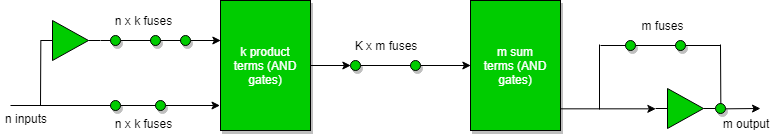 n x k fuses
n inputs
n x k fuses
k product
terms (AND
gates)
K x m fuses
m sum
terms (AND
gates)
m fuses
m output